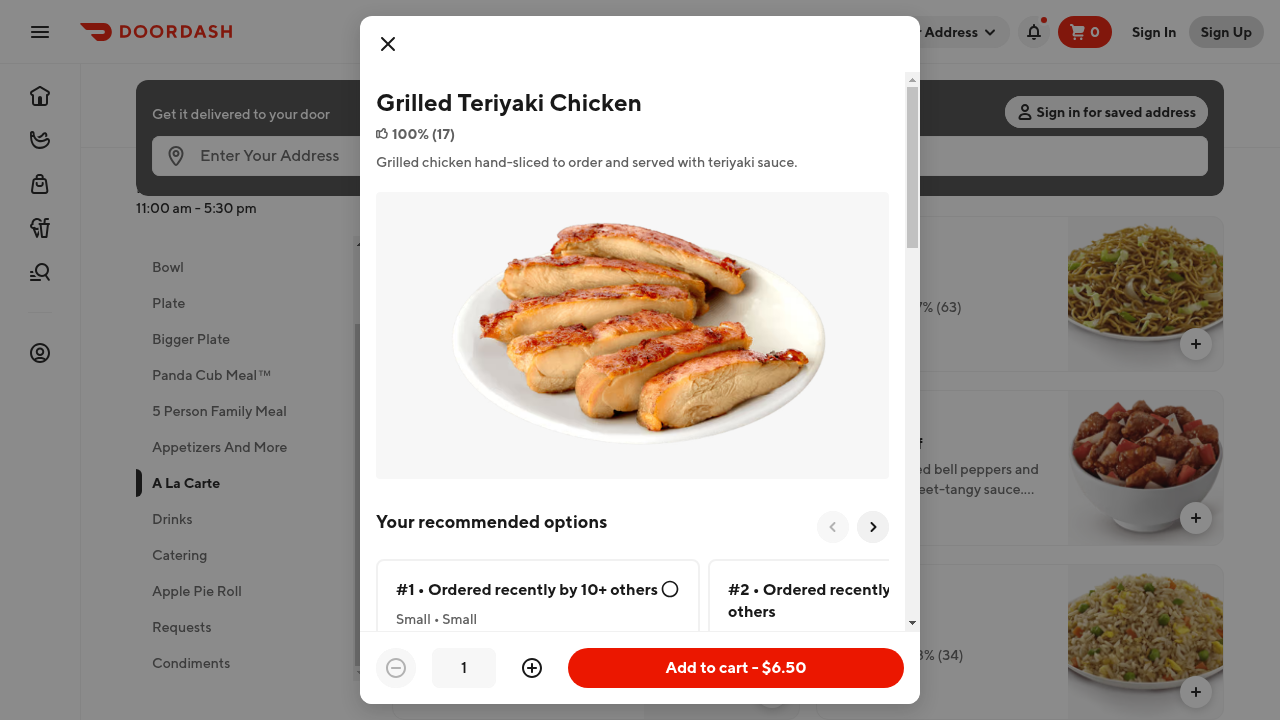 DOORDASH
Address
0
Sign In
Sign Up
Get it delivered to your door
Sign in for saved address
Enter Your Address
11:00 am - 5:30 pm
Bowl
Plate
Bigger Plate
Panda Cub Meal™
5 Person Family Meal
Appetizers And More
A La Carte
Drinks
Catering
Apple Pie Roll
Requests
Condiments
Grilled Teriyaki Chicken
100% (17)
Grilled chicken hand-sliced to order and served with teriyaki sauce.
Your recommended options
#1 • Ordered recently by 10+ others
Small • Small
#2 • Ordered recently
others
1
Add to cart - $6.50
% (63)
bell peppers and
sauce....
% (34)